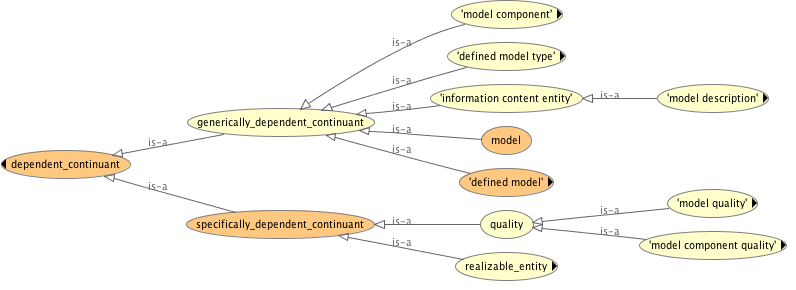 'model component'
is-a
'defined model type'
is-a
'information content entity'
is-a
'model description'
is-a
generically_dependent_continuant
is-a
model
is-a
dependent_continuant
is-a
'defined model'
is-a
'model quality'
is-a
specifically_dependent_continuant
is-a
quality
is-a
'model component quality'
is-a
realizable_entity
is-a